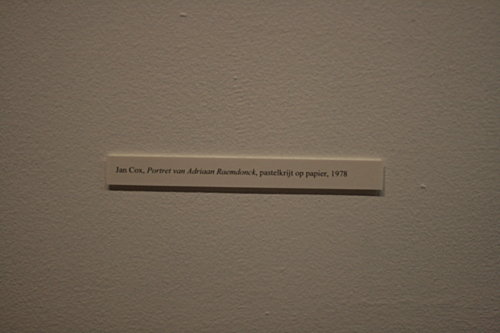 Jan Cox, Portret van Adriaan Raemdonck, pastelkrijt op papier, 1978